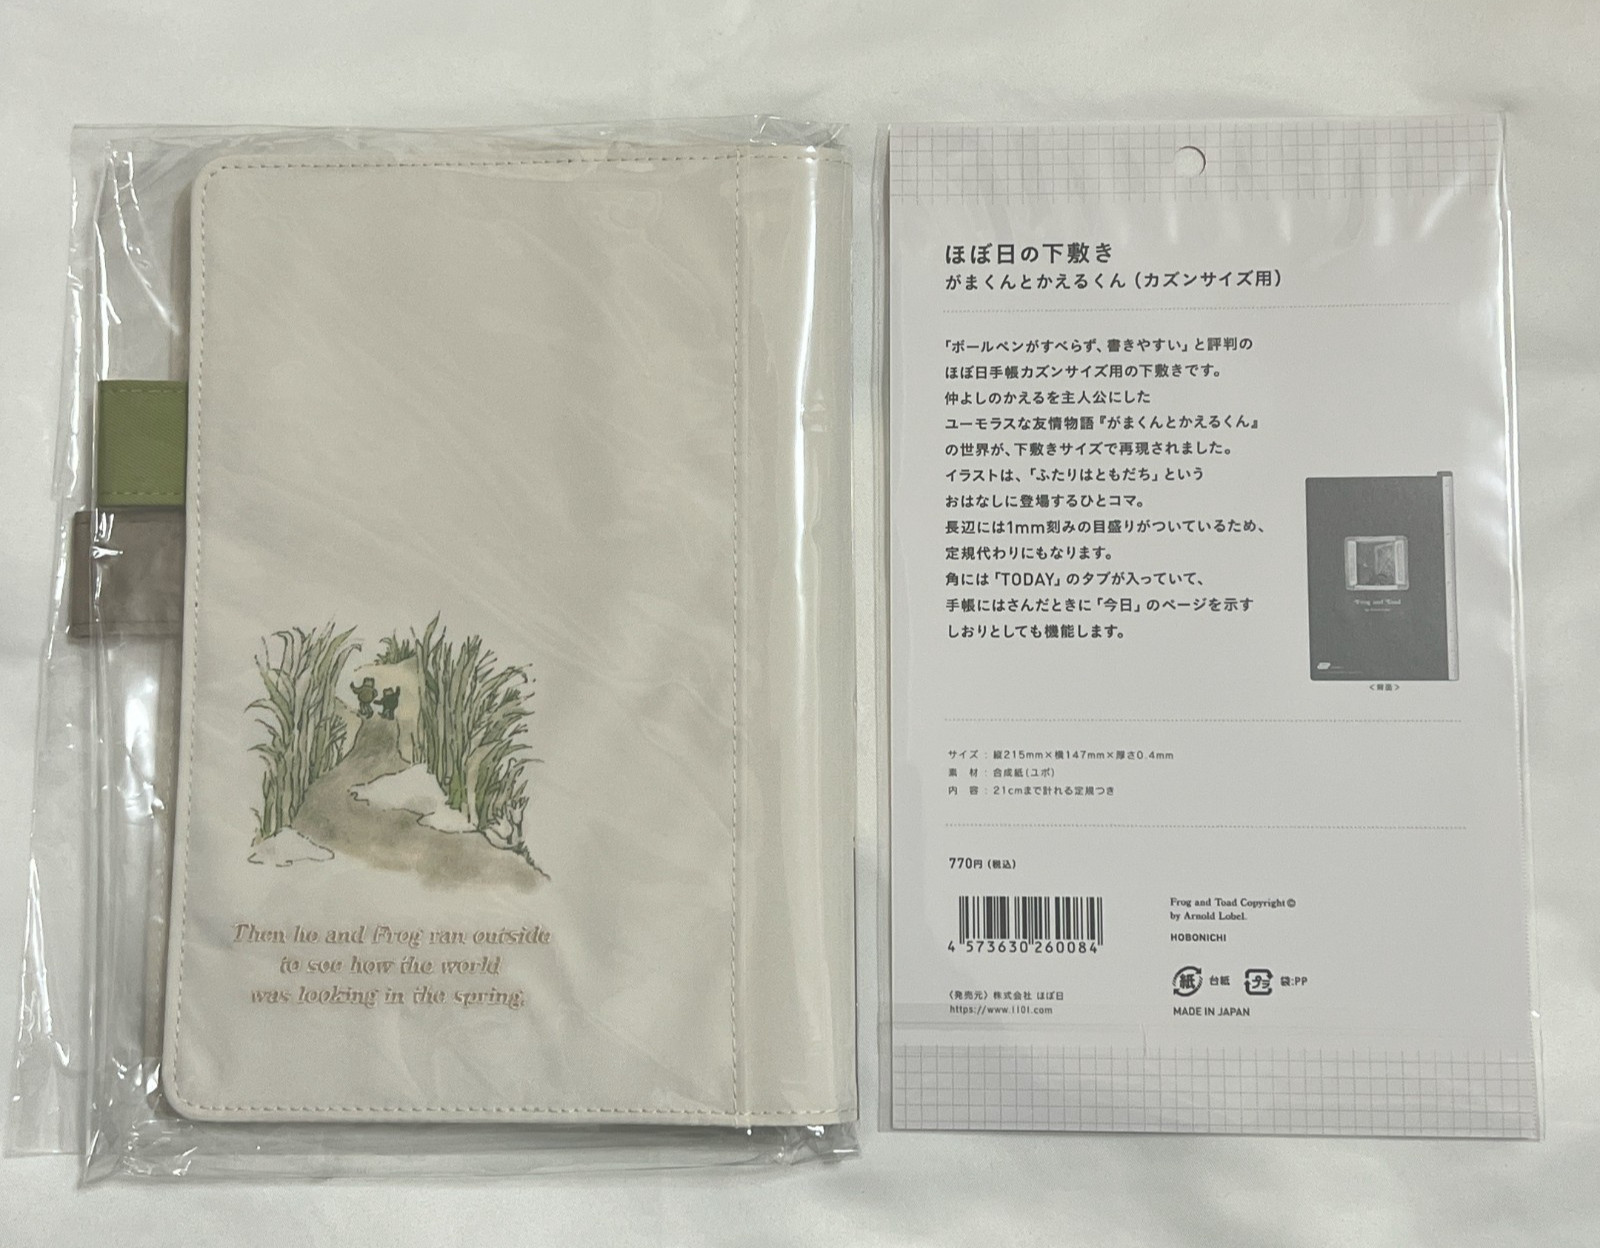 Then he and Frog ran outside
to see how the world
was looking in the spring.
ほぼ日の下敷き
がまくんとかえるくん（カズンサイズ用）
「ボールペンがすべらず、書きやすい」と評判の
ほぼ日手帳カズンサイズ用の下敷きです。
仲よしのかえるを主人公にした
ユーモラスな友情物語『がまくんとかえるくん』
の世界が、下敷きサイズで再現されました。
イラストは、「ふたりはともだち」という
おはなしに登場するひとコマ。
長辺には1mm刻みの目盛りがついているため、
定規代わりにもなります。
角には「TODAY」のタブが入っていて、
手帳にはさんだときに「今日」のページを示す
しおりとしても機能します。
Frog and Toad
サイズ : 縦215mm×横147mm×厚さ0.4mm
素 材 : 合成紙(ユポ)
内 容 : 21cmまで計れる定規つき
770円（税込）
4 573630 260084
Frog and Toad Copyright©
by Arnold Lobel.
HOBONICHI
紙 台紙 プラ 袋:PP
〈発売元〉株式会社 ほぼ日
https://www.1101.com
MADE IN JAPAN